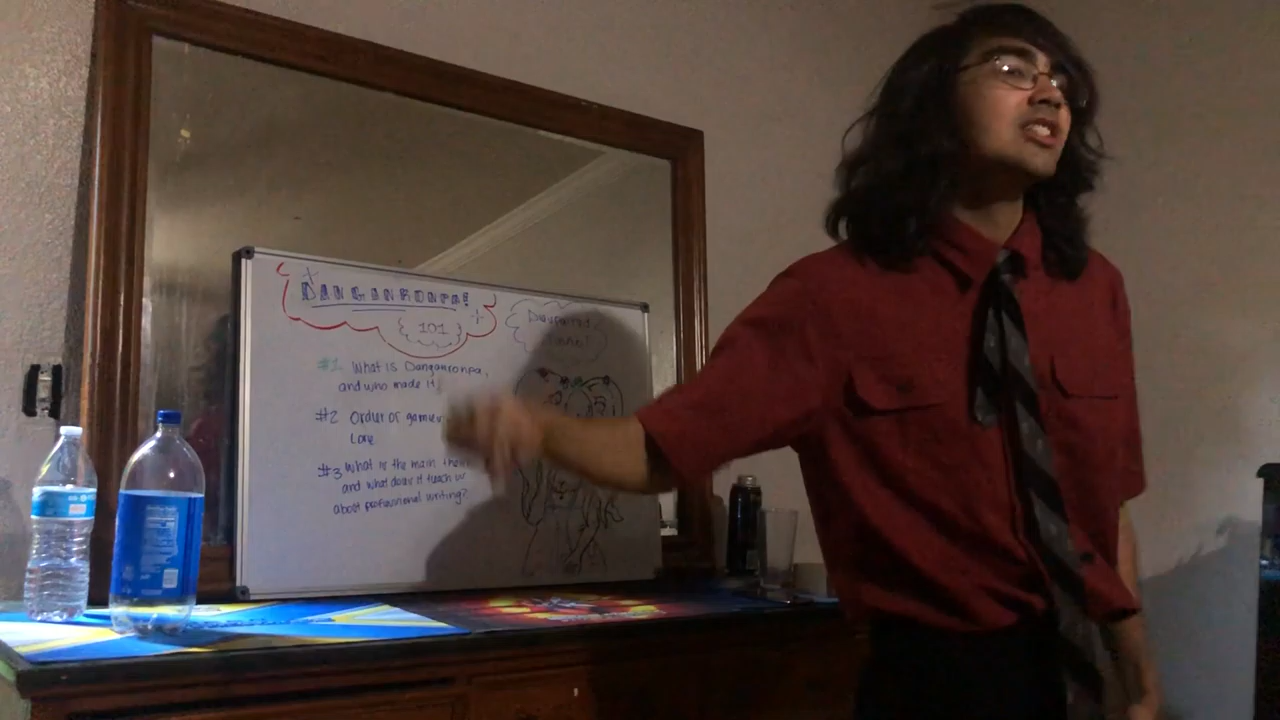 DANGANRONPA!
101
#1 What is Danganronpa,
and who made it
#2 Order of games
Lore
#3 What is the main
and what does it teach us
about professional writing?